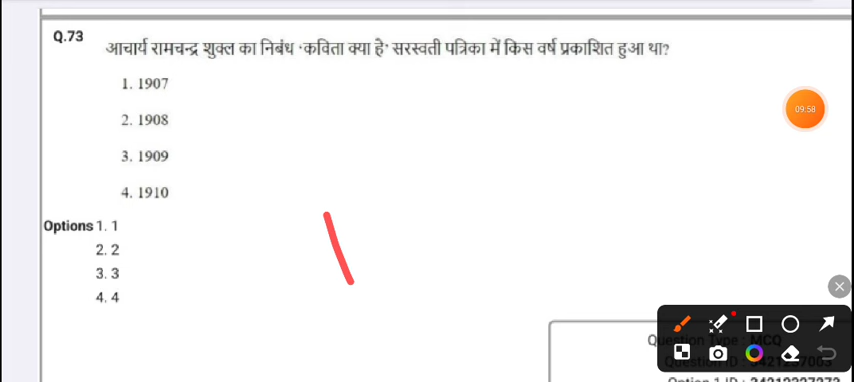 Q.73
आचार्य रामचन्द्र शुक्ल का निबंध ‘कविता क्या है’ सरस्वती पत्रिका में किस वर्ष प्रकाशित हुआ था?
1. 1907
09:58
2. 1908
3. 1909
4. 1910
Options 1. 1
2. 2
3. 3
4. 4
Question Type : MCQ